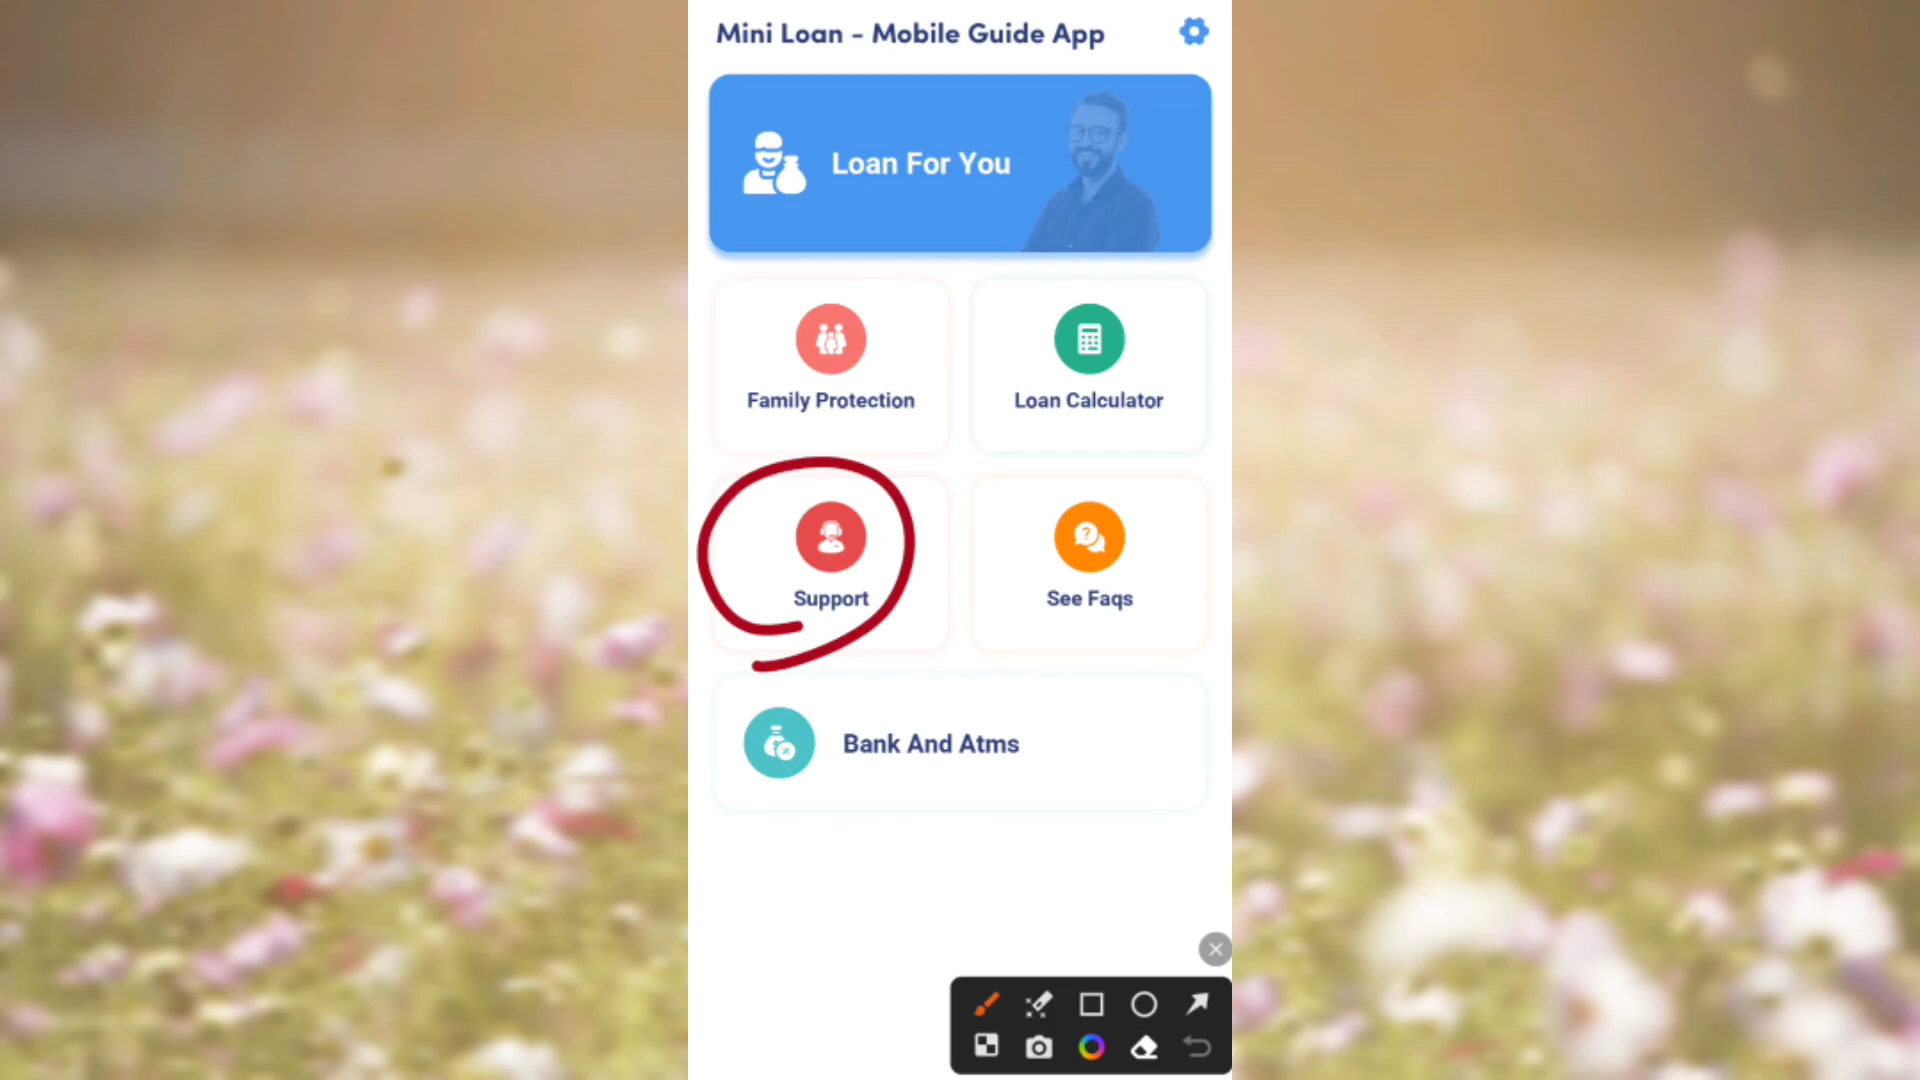 Mini Loan - Mobile Guide App
Loan For You
Family Protection
Loan Calculator
Support
See Faqs
Bank And Atms